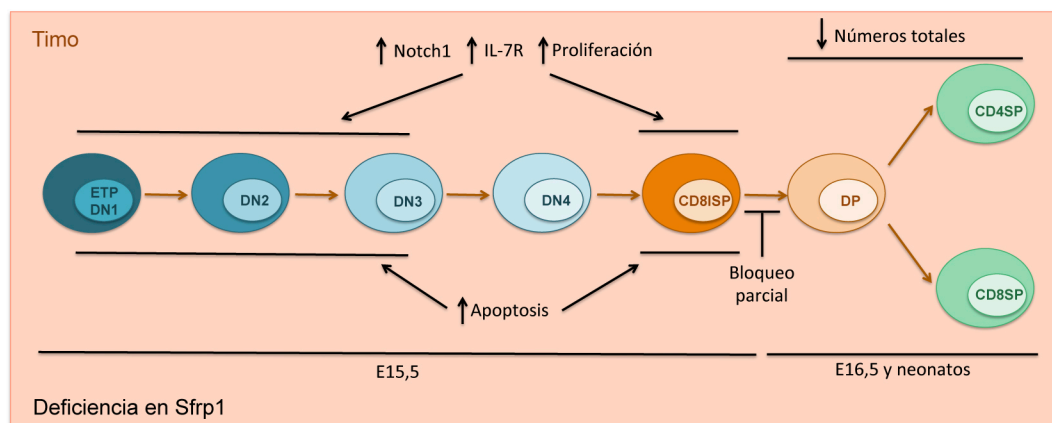 Timo
Notch1 IL-7R Proliferación
Números totales
CD4SP
ETP
DN1
DN2
DN3
DN4
CD8ISP
DP
CD8SP
Bloqueo
parcial
Apoptosis
E15,5
E16,5 y neonatos
Deficiencia en Sfrp1